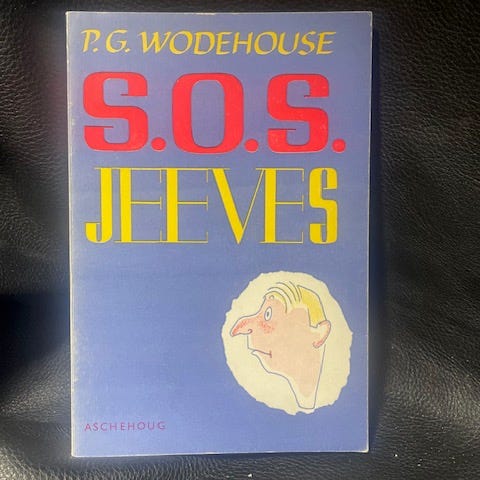 P. G. WODEHOUSE
S.O.S.
JEEVES
ASCHEHOUG